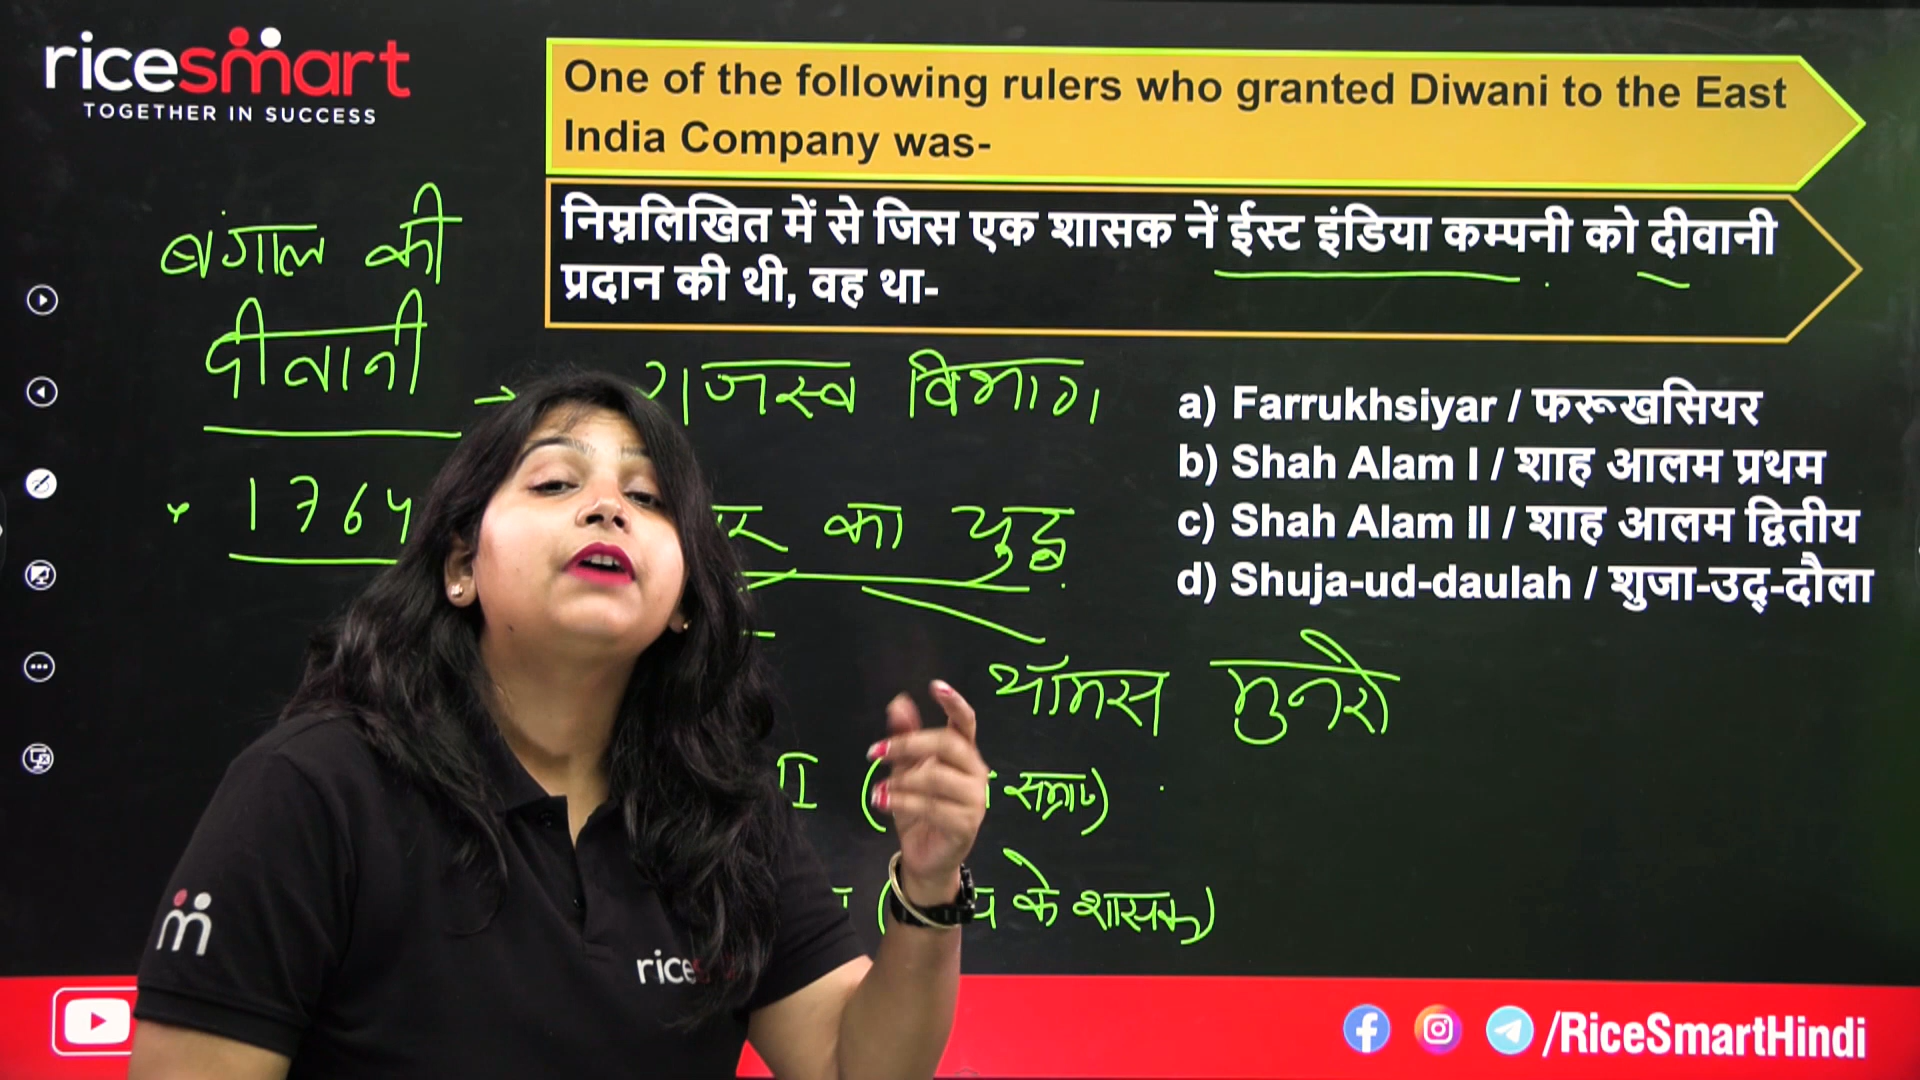 ricesmart
TOGETHER IN SUCCESS
One of the following rulers who granted Diwani to the East
India Company was-
निम्नलिखित में से जिस एक शासक नें ईस्ट इंडिया कम्पनी को दीवानी
प्रदान की थी, वह था-
बंगाल की
दीवानी
राजस्व विभाग
a) Farrukhsiyar / फरूखसियर
b) Shah Alam I / शाह आलम प्रथम
c) Shah Alam II / शाह आलम द्वितीय
d) Shuja-ud-daulah / शुजा-उद्-दौला
1764
का युद्ध
थॉमस मुनरो
II ( सम्राट)
( के शासक)
rice
/RiceSmartHindi